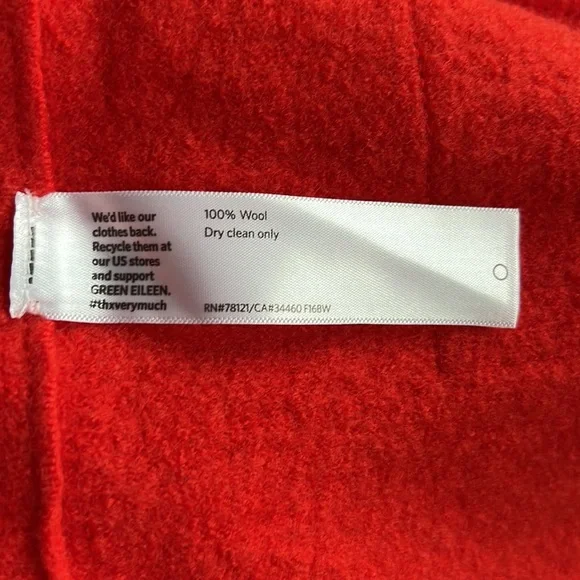 We'd like our
clothes back.
Recycle them at
our US stores
and support
GREEN EILEEN.
#thxverymuch
100% Wool
Dry clean only
RN#78121/CA#34460 F16BW